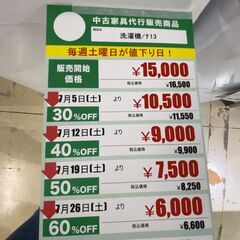 中古家具代行販売商品
洗濯機/ナ13
毎週土曜日が値下り日！
販売開始価格 ¥15,000
税込価格 ¥16,500
7月5日(土) より ¥10,500
30%OFF 税込価格 ¥11,550
7月12日(土) より ¥9,000
40%OFF 税込価格 ¥9,900
7月19日(土) より ¥7,500
50%OFF 税込価格 ¥8,250
7月26日(土) より ¥6,000
60%OFF 税込価格 ¥6,600